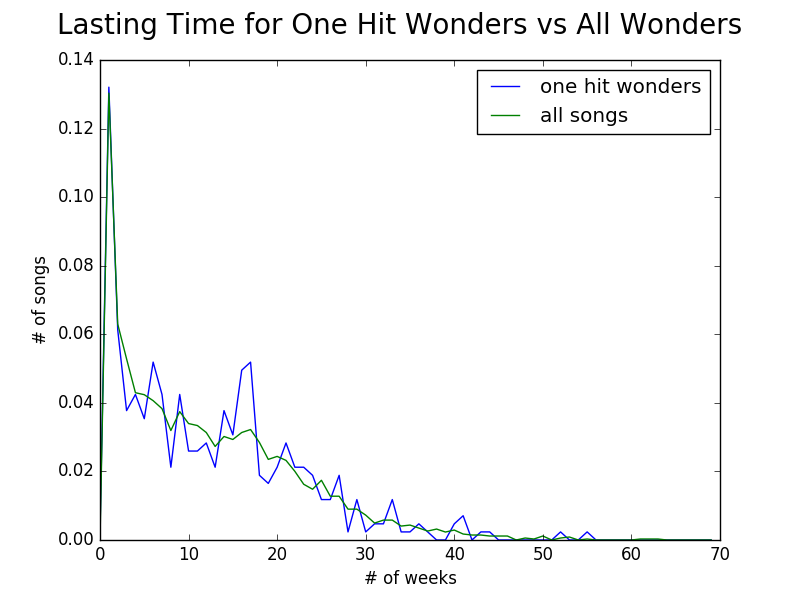 Lasting Time for One Hit Wonders vs All Wonders
0.14
0.12
0.10
0.08
0.06
0.04
0.02
0.00
# of songs
one hit wonders
all songs
0 10 20 30 40 50 60 70
# of weeks